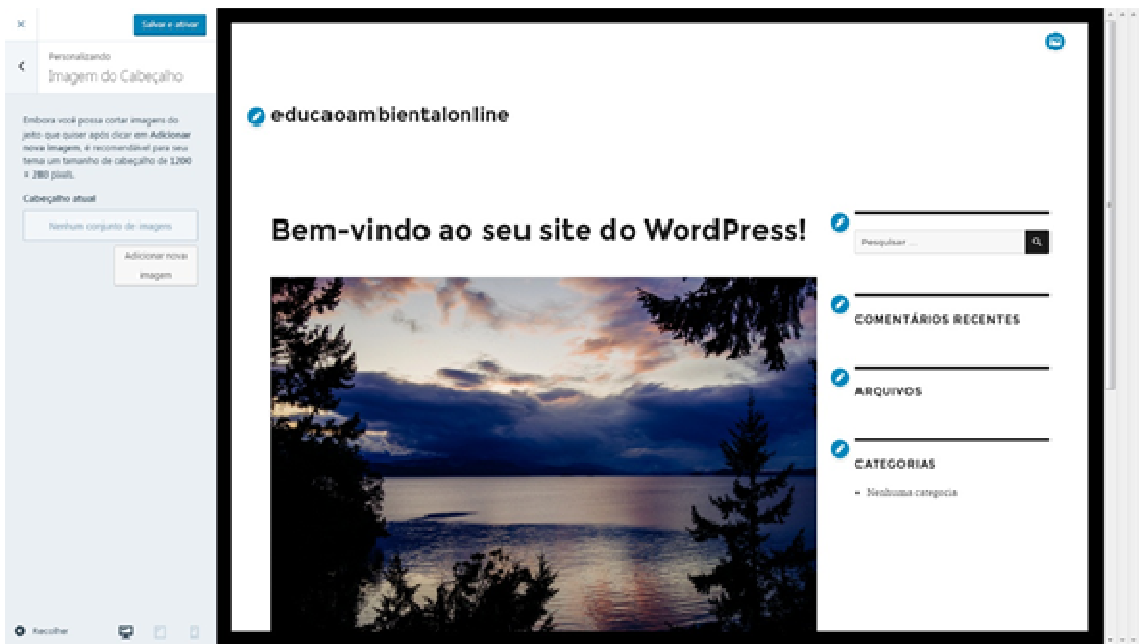 Salvar e ativar
Personalizando
Imagem do Cabeçalho
Embora você possa cortar imagens do
jeito que quiser após clicar em Adicionar
nova imagem, é recomendável para seu
tema um tamanho de cabeçalho de 1200
× 280 pixels.
Cabeçalho atual
Nenhum conjunto de imagens
Adicionar nova
imagem
Recolher
educaoambientalonline
Bem-vindo ao seu site do WordPress!
Pesquisar ...
COMENTÁRIOS RECENTES
ARQUIVOS
CATEGORIAS
• Nenhuma categoria